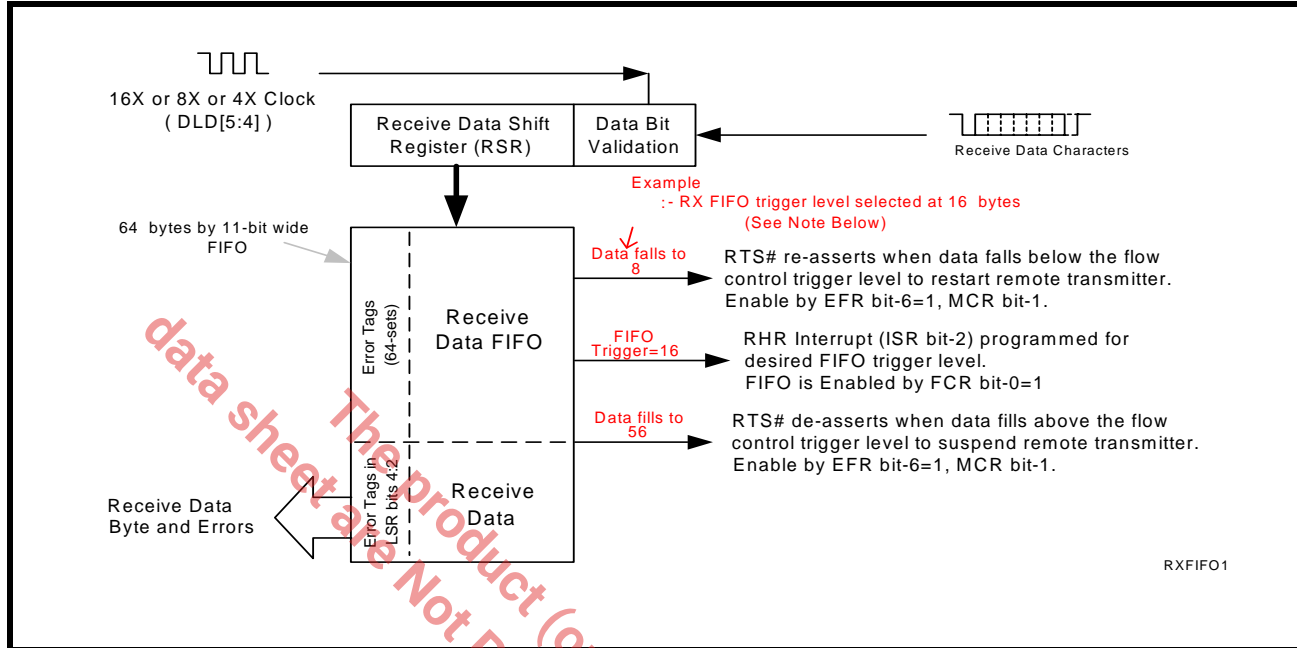 16X or 8X or 4X Clock
( DLD[5:4] )
Receive Data Shift
Register (RSR)
Data Bit
Validation
Receive Data Characters
Example
:- RX FIFO trigger level selected at 16 bytes
(See Note Below)
64 bytes by 11-bit wide
FIFO
Data falls to
8
RTS# re-asserts when data falls below the flow
control trigger level to restart remote transmitter.
Enable by EFR bit-6=1, MCR bit-1.
Error Tags
(64-sets)
Receive
Data FIFO
FIFO
Trigger=16
RHR Interrupt (ISR bit-2) programmed for
desired FIFO trigger level.
FIFO is Enabled by FCR bit-0=1
Data fills to
56
RTS# de-asserts when data fills above the flow
control trigger level to suspend remote transmitter.
Enable by EFR bit-6=1, MCR bit-1.
Error Tags in
LSR bits 4:2
Receive
Data
Receive Data
Byte and Errors
RXFIFO1
The product (o
data sheet are Not